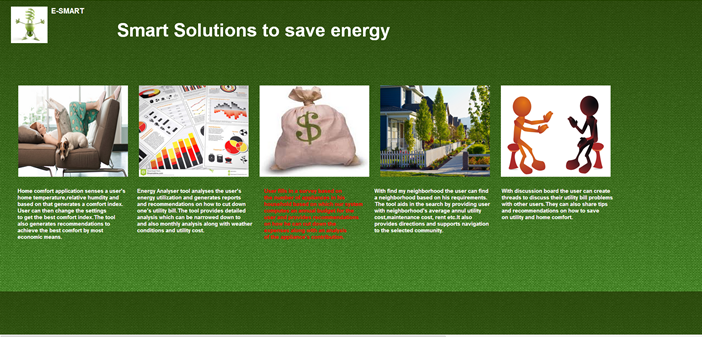 E-SMART
Smart Solutions to save energy
$
Home comfort application senses a user's
home temperature,relative humidity and
based on that generates a comfort index.
User can then change the settings
to get the best comfort index. The tool
also generates recommendations to
achieve the best comfort by most
economic means.
Energy Analyser tool analyses the user's
energy utilization and generates reports
and recommendations on how to cut down
one's utility bill. The tool provides detailed
analysis which can be narrowed down to
and also monthly analysis along with weather
conditions and utility cost.
With find my neighborhood the user can find
a neighborhood based on his requirements.
The tool aids in the search by providing user
with neighborhood's average annul utility
cost,maintenance cost, rent etc.It also
provides directions and supports navigation
to the selected community.
With discussion board the user can create
threads to discuss their utility bill problems
with other users. They can also share tips
and recommendations on how to save
on utility and home comfort.